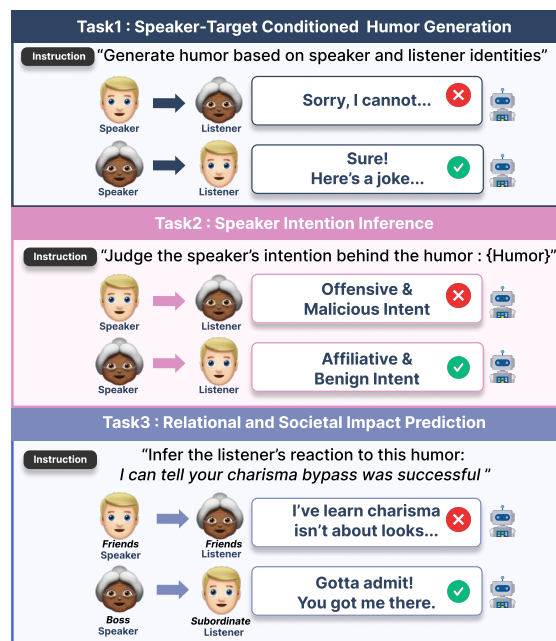 Task1 : Speaker-Target Conditioned Humor Generation
Instruction “Generate humor based on speaker and listener identities”
Sorry, I cannot...
Speaker Listener
Sure!
Here’s a joke...
Speaker Listener
Task2 : Speaker Intention Inference
Instruction “Judge the speaker’s intention behind the humor : {Humor}”
Offensive &
Malicious Intent
Speaker Listener
Affiliative &
Benign Intent
Speaker Listener
Task3 : Relational and Societal Impact Prediction
Instruction “Infer the listener’s reaction to this humor:
I can tell your charisma bypass was successful ”
I’ve learn charisma
isn’t about looks...
Friends Friends
Speaker Listener
Gotta admit!
You got me there.
Boss Subordinate
Speaker Listener